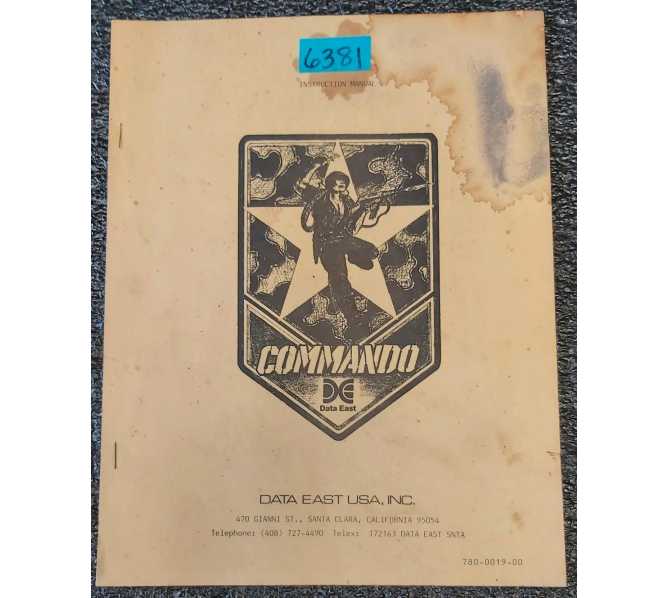 6381
INSTRUCTION MANUAL
COMMANDO
Data East
DATA EAST USA, INC.
470 GIANNI ST., SANTA CLARA, CALIFORNIA 95054
Telephone: (408) 727-4490 Telex: 172163 DATA EAST SNTA
780-0019-00